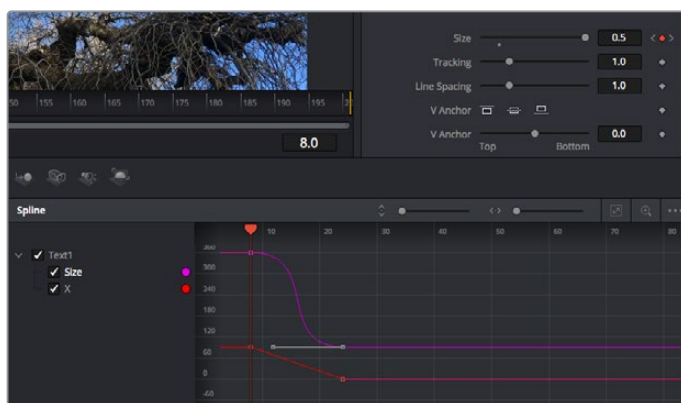 Size 0.5
Tracking 1.0
Line Spacing 1.0
V Anchor
V Anchor 0.0
Top Bottom
155 160 165 170 175 180 185 190 195
8.0
Spline
10 20 30 40 50 60 70 80
Text1
Size
X
360
300
240
180
120
60
0
-60